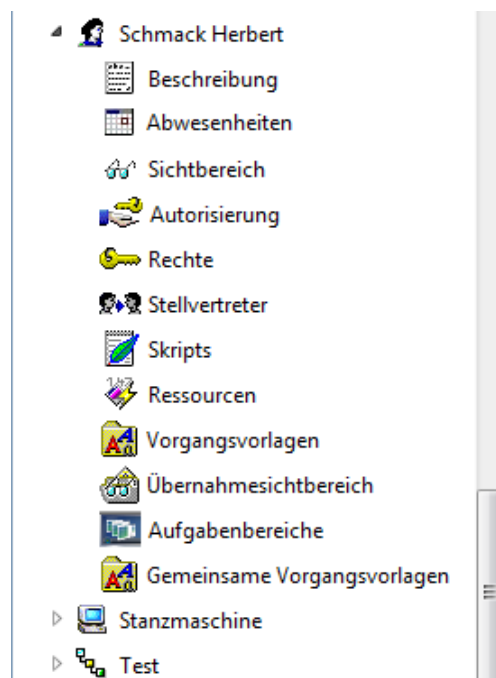 Schmack Herbert
Beschreibung
Abwesenheiten
Sichtbereich
Autorisierung
Rechte
Stellvertreter
Skripts
Ressourcen
Vorgangsvorlagen
Übernahmesichtbereich
Aufgabenbereiche
Gemeinsame Vorgangsvorlagen
Stanzmaschine
Test